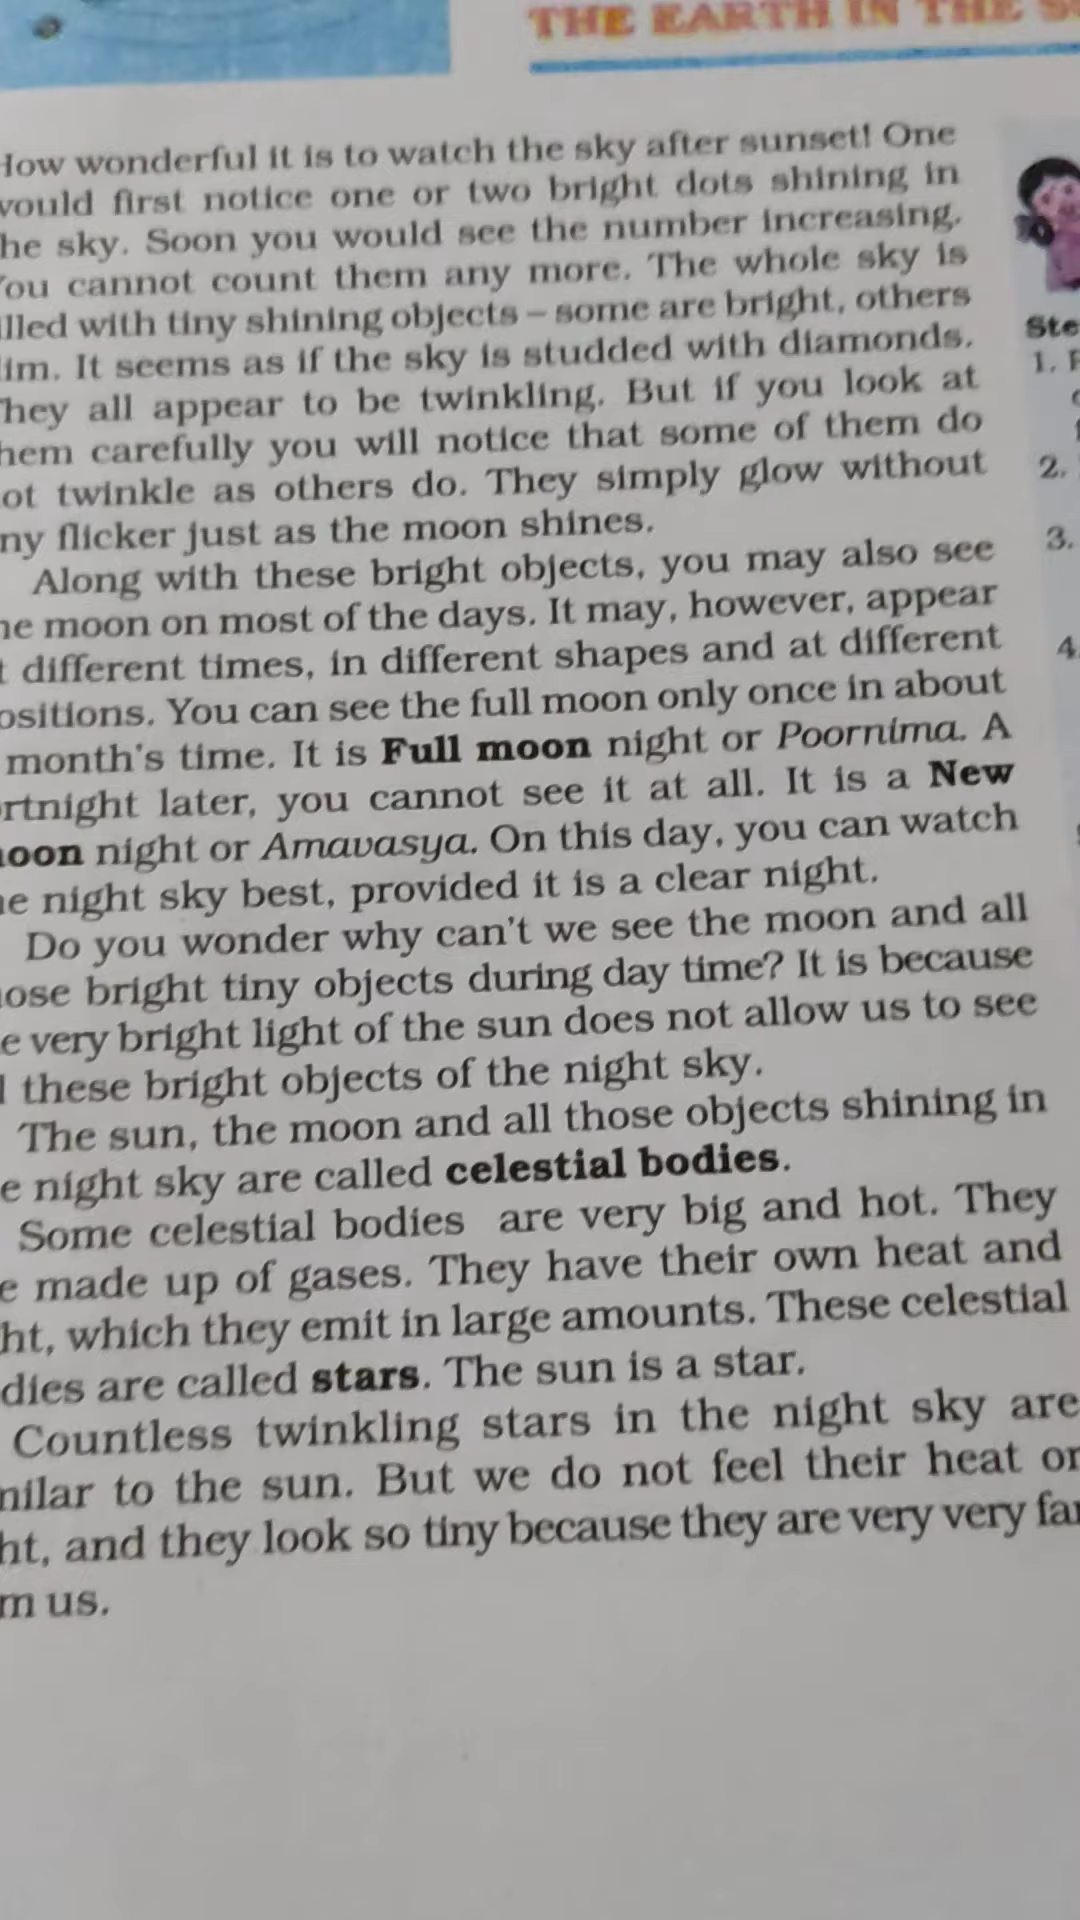 THE EARTH IN THE S
How wonderful it is to watch the sky after sunset! One
would first notice one or two bright dots shining in
he sky. Soon you would see the number increasing.
You cannot count them any more. The whole sky is
lled with tiny shining objects – some are bright, others
im. It seems as if the sky is studded with diamonds.
They all appear to be twinkling. But if you look at
hem carefully you will notice that some of them do
ot twinkle as others do. They simply glow without
ny flicker just as the moon shines.
Along with these bright objects, you may also see
he moon on most of the days. It may, however, appear
t different times, in different shapes and at different
ositions. You can see the full moon only once in about
month's time. It is Full moon night or Poornima. A
rtnight later, you cannot see it at all. It is a New
oon night or Amavasya. On this day, you can watch
he night sky best, provided it is a clear night.
Do you wonder why can't we see the moon and all
hose bright tiny objects during day time? It is because
e very bright light of the sun does not allow us to see
l these bright objects of the night sky.
The sun, the moon and all those objects shining in
e night sky are called celestial bodies.
Some celestial bodies are very big and hot. They
e made up of gases. They have their own heat and
ht, which they emit in large amounts. These celestial
dies are called stars. The sun is a star.
Countless twinkling stars in the night sky are
milar to the sun. But we do not feel their heat or
ht, and they look so tiny because they are very very far
m us.
Ste
1.
2.
3.
4.